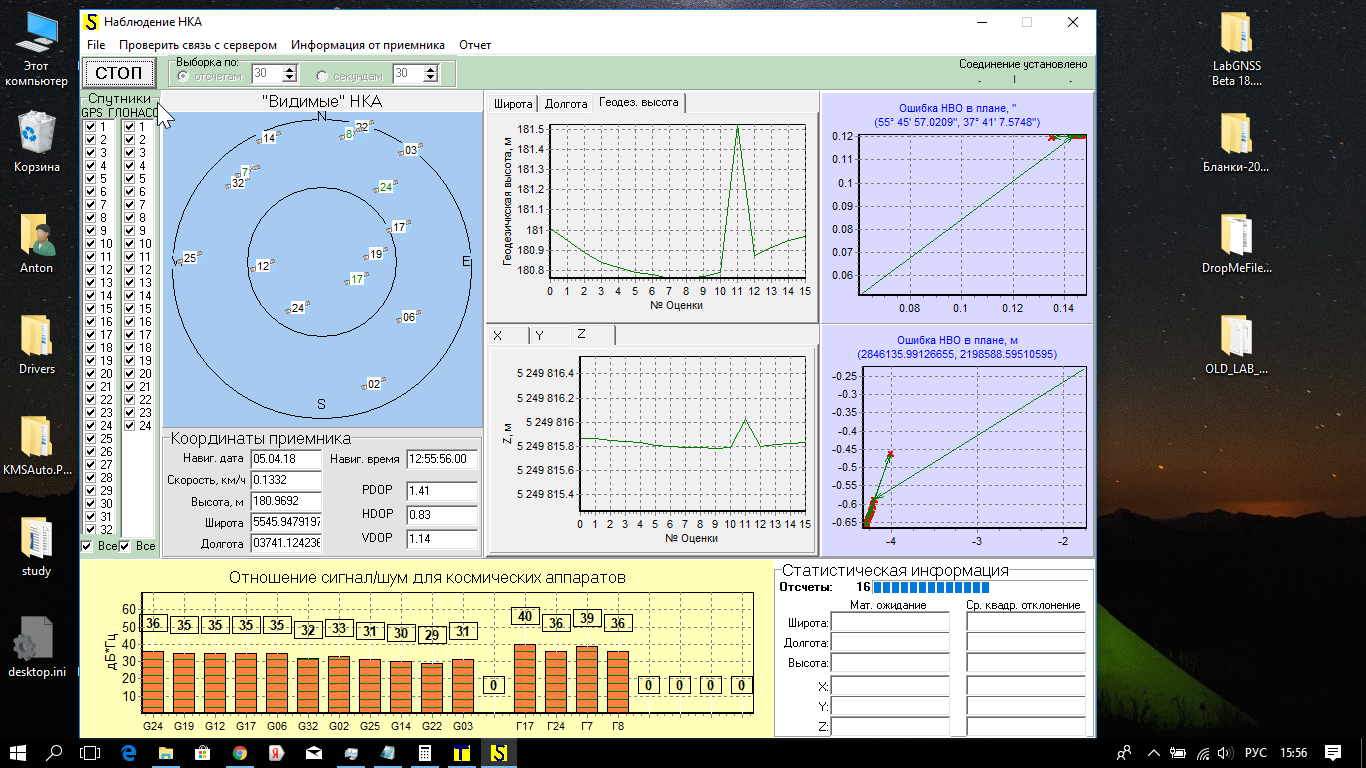 Этот
компьютер
Корзина
Anton
Drivers
KMSAuto.P...
study
desktop.ini
LabGNSS
Beta 18....
Бланки-20...
DropMeFile...
OLD_LAB_...
Наблюдение НКА
File Проверить связь с сервером Информация от приемника Отчет
СТОП
Выборка по:
отсчетам 30 секундам 30
Соединение установлено
Спутники
GPS ГЛОНАСС
1 1
2 2
3 3
4 4
5 5
6 6
7 7
8 8
9 9
10 10
11 11
12 12
13 13
14 14
15 15
16 16
17 17
18 18
19 19
20 20
21 21
22 22
23 23
24 24
25
26
27
28
29
30
31
32
Все Все
"Видимые" НКА
N
14 8 22
03
7
32 24
17
25 12 19 E
17
24 06
02
S
Координаты приемника
Навиг. дата 05.04.18 Навиг. время 12:55:56.00
Скорость, км/ч 0.1332
Высота, м 180.9692
Широта 5545.9479197
Долгота 03741.124236
PDOP 1.41
HDOP 0.83
VDOP 1.14
Широта Долгота Геодез. высота
Геодезичкская высота, м
181.5
181.4
181.3
181.2
181.1
181
180.9
180.8
0 1 2 3 4 5 6 7 8 9 10 11 12 13 14 15
№ Оценки
X Y Z
Z, м
5 249 816.4
5 249 816.2
5 249 816
5 249 815.8
5 249 815.6
5 249 815.4
0 1 2 3 4 5 6 7 8 9 10 11 12 13 14 15
№ Оценки
Ошибка НВО в плане, "
(55° 45' 57.0209", 37° 41' 7.5748")
0.12
0.11
0.1
0.09
0.08
0.07
0.06
0.08 0.1 0.12 0.14
Ошибка НВО в плане, м
(2846135.99126655, 2198588.59510595)
-0.25
-0.3
-0.35
-0.4
-0.45
-0.5
-0.55
-0.6
-0.65
-4 -3 -2
Отношение сигнал/шум для космических аппаратов
дБ*Гц
60
50
40
30
20
10
36 35 35 35 35 32 33 31 30 29 31 0 40 36 39 36 0 0 0 0
G24 G19 G12 G17 G06 G32 G02 G25 G14 G22 G03 Г17 Г24 Г7 Г8
Статистическая информация
Отсчеты: 16
Мат. ожидание Ср. квадр. отклонение
Широта:
Долгота:
Высота:
X:
Y:
Z:
РУС 15:56